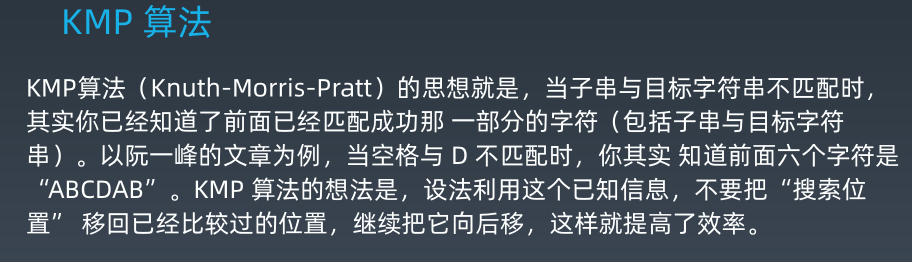 KMP 算法
KMP算法（Knuth-Morris-Pratt）的思想就是，当子串与目标字符串不匹配时，
其实你已经知道了前面已经匹配成功那 一部分的字符（包括子串与目标字符
串）。以阮一峰的文章为例，当空格与 D 不匹配时，你其实 知道前面六个字符是
“ABCDAB” 。KMP 算法的想法是，设法利用这个已知信息，不要把 “搜索位
置” 移回已经比较过的位置，继续把它向后移，这样就提高了效率。